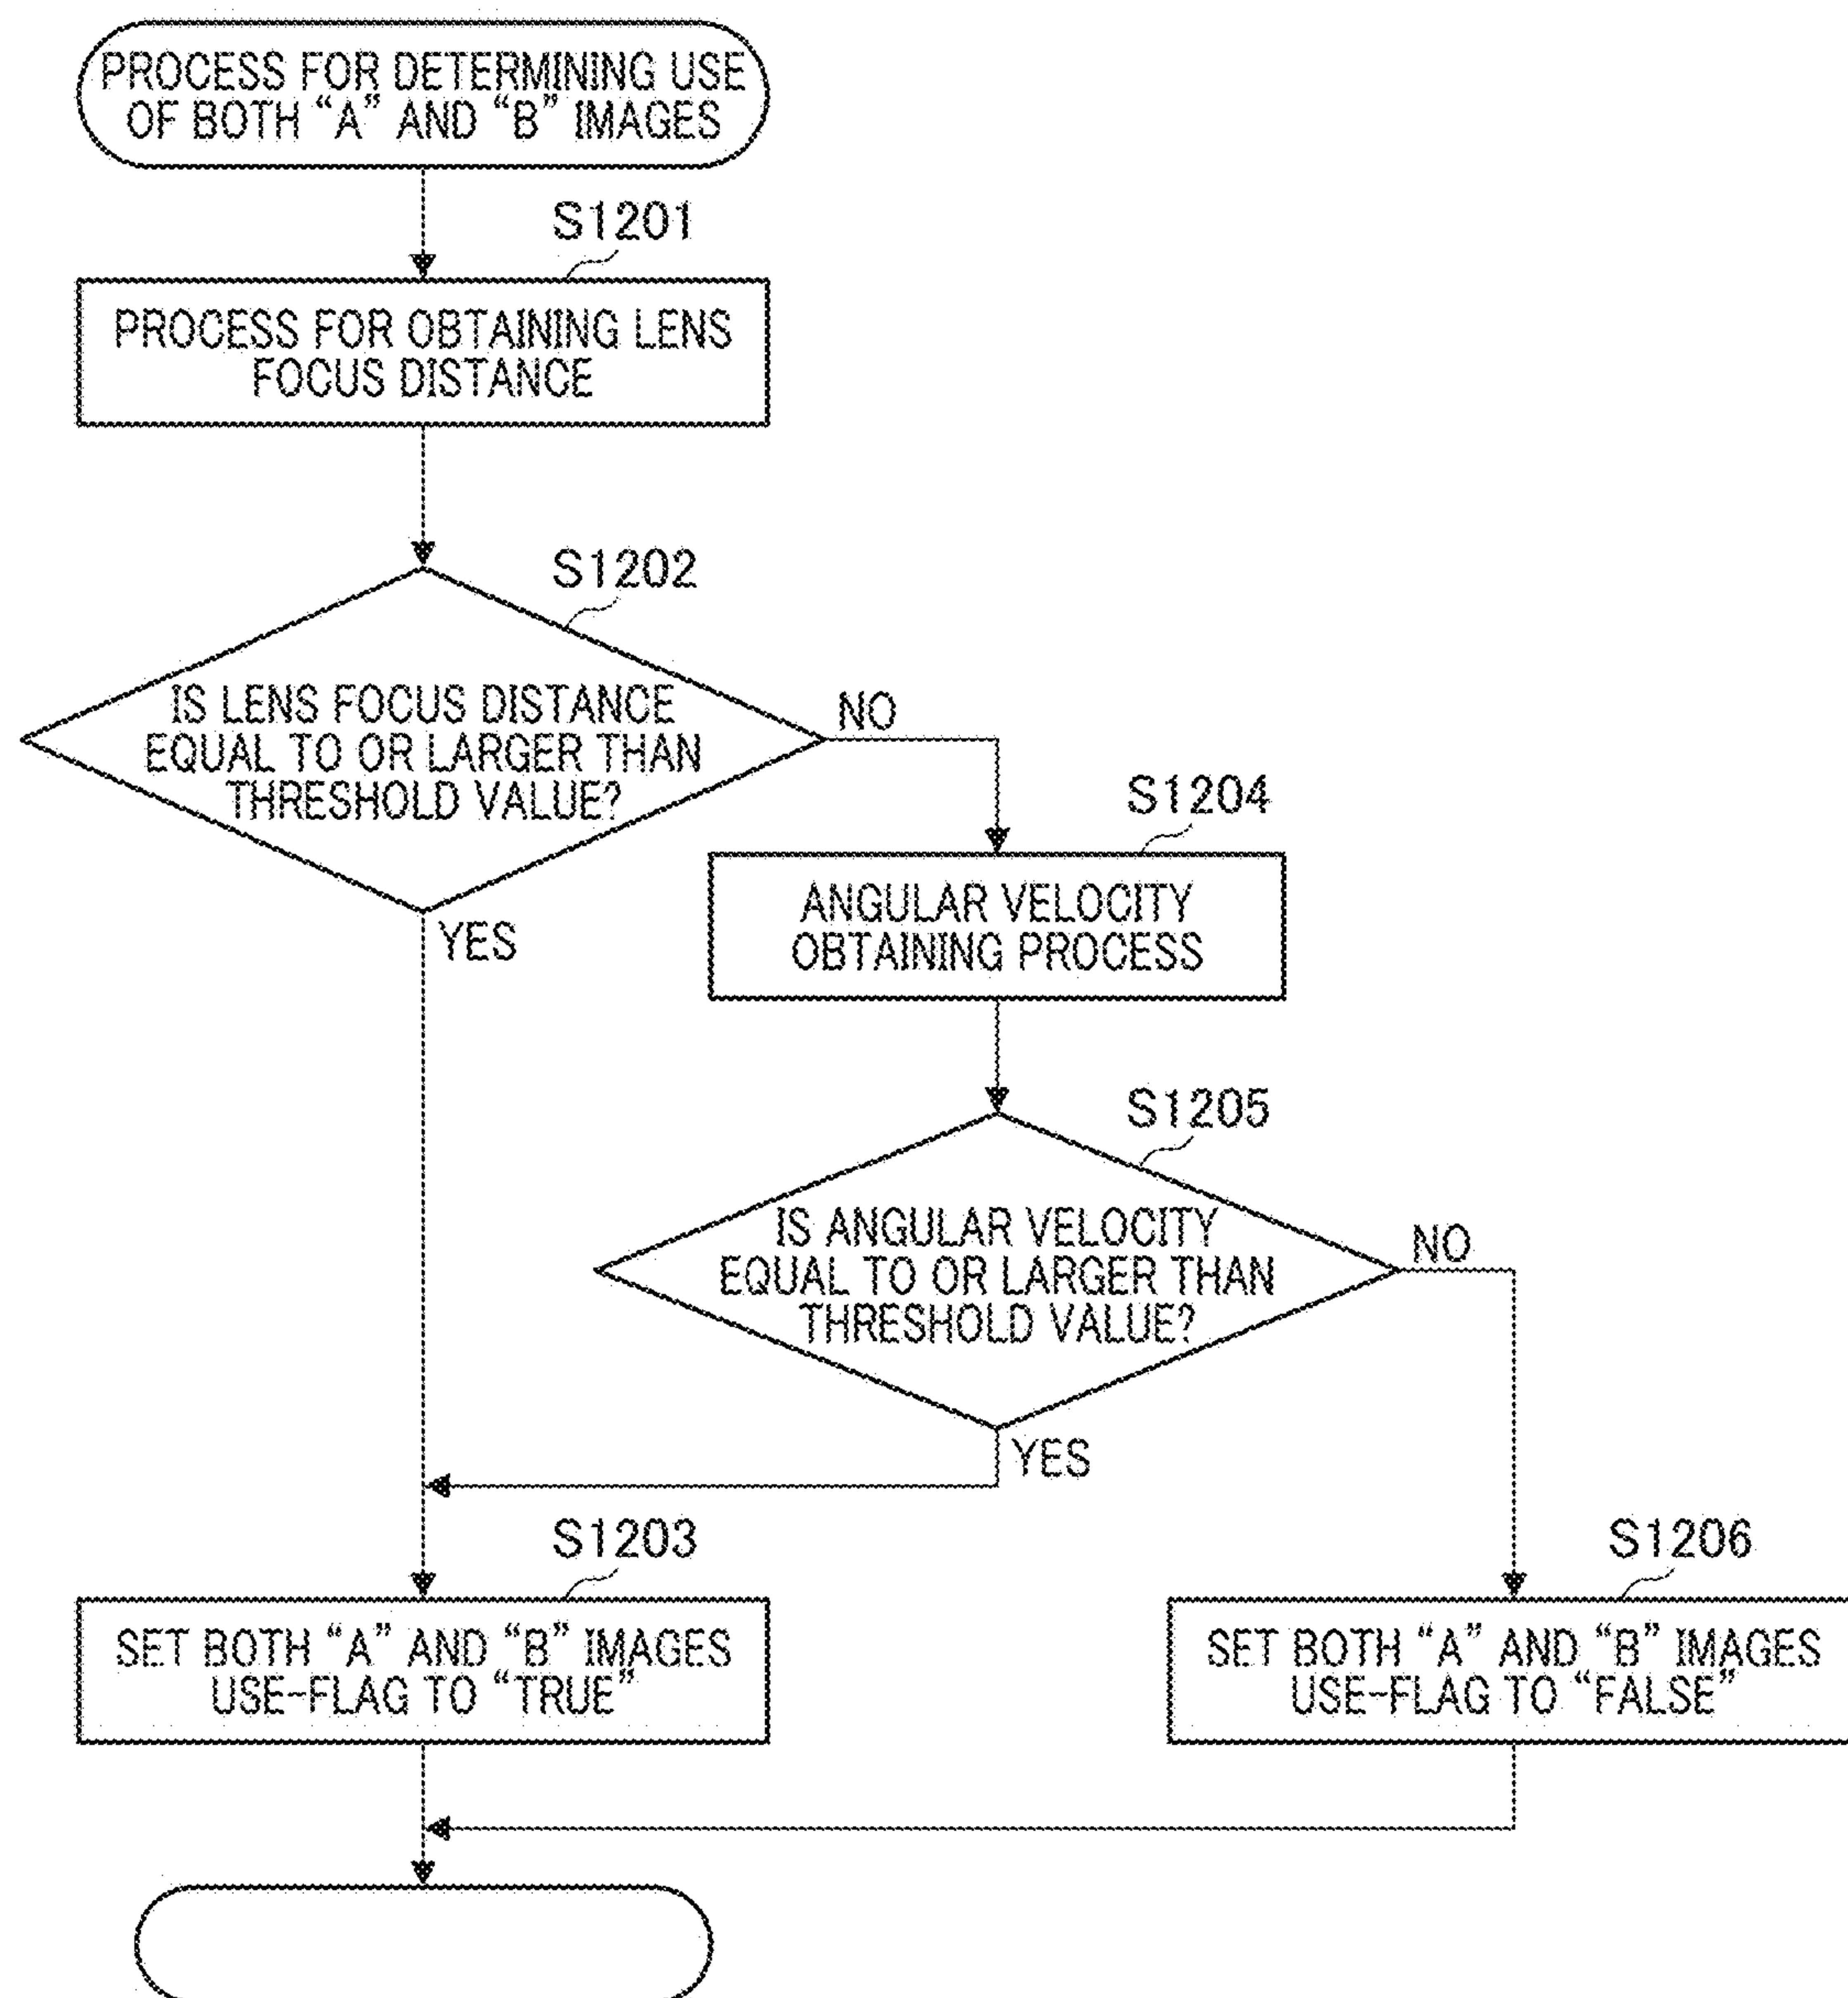 PROCESS FOR DETERMINING USE
OF BOTH “A” AND “B” IMAGES
S1201
PROCESS FOR OBTAINING LENS
FOCUS DISTANCE
S1202
IS LENS FOCUS DISTANCE
EQUAL TO OR LARGER THAN
THRESHOLD VALUE?
NO
YES
S1204
ANGULAR VELOCITY
OBTAINING PROCESS
S1205
IS ANGULAR VELOCITY
EQUAL TO OR LARGER THAN
THRESHOLD VALUE?
NO
YES
S1203
SET BOTH “A” AND “B” IMAGES
USE-FLAG TO “TRUE”
S1206
SET BOTH “A” AND “B” IMAGES
USE-FLAG TO “FALSE”